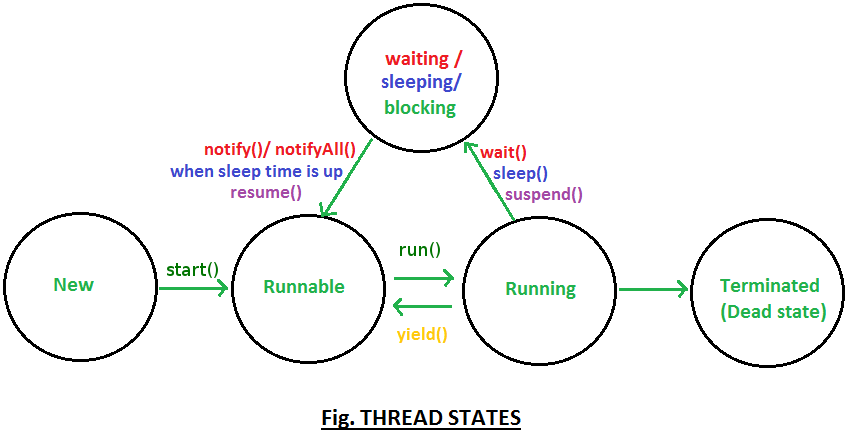 waiting /
sleeping/
blocking
notify()/ notifyAll()
when sleep time is up
resume()
wait()
sleep()
suspend()
New
start()
Runnable
run()
yield()
Running
Terminated
(Dead state)
Fig. THREAD STATES